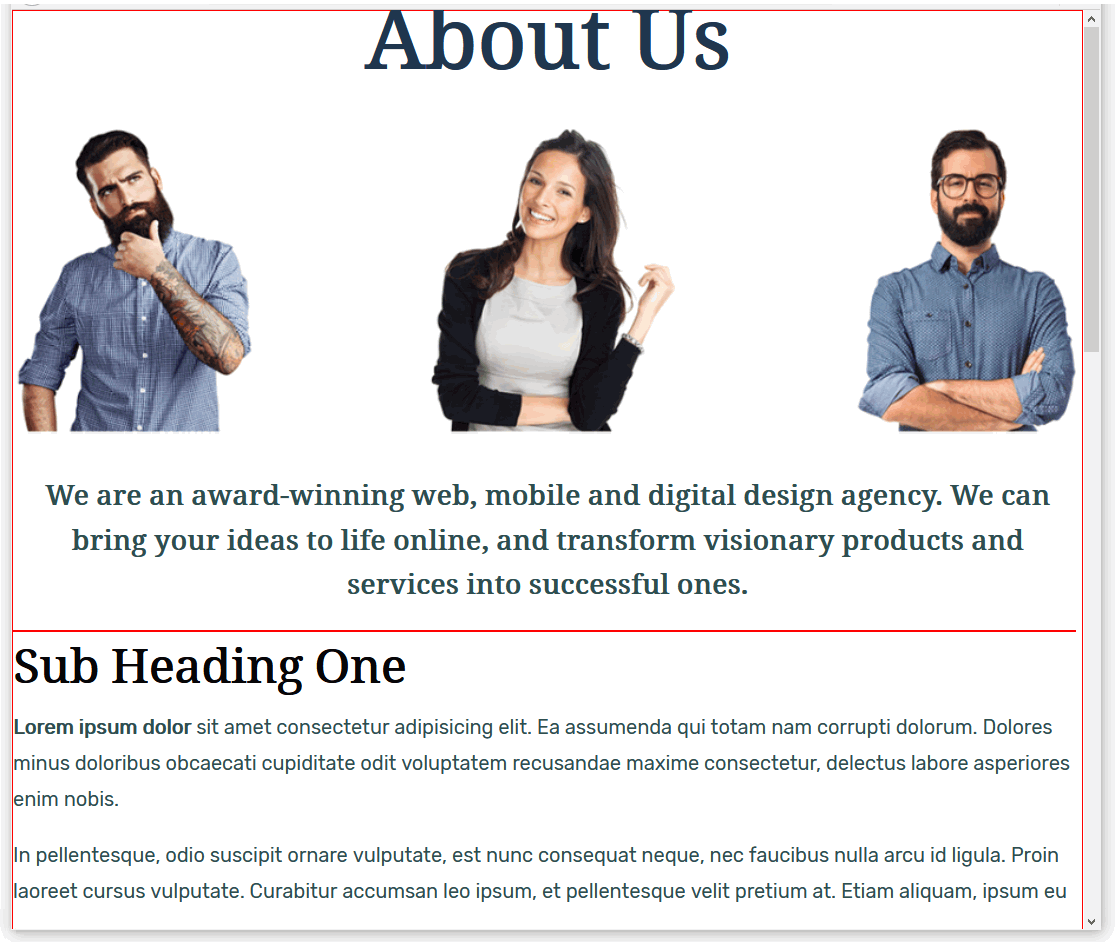 About Us
We are an award-winning web, mobile and digital design agency. We can
bring your ideas to life online, and transform visionary products and
services into successful ones.
Sub Heading One
Lorem ipsum dolor sit amet consectetur adipisicing elit. Ea assumenda qui totam nam corrupti dolorum. Dolores
minus doloribus obcaecati cupiditate odit voluptatem recusandae maxime consectetur, delectus labore asperiores
enim nobis.
In pellentesque, odio suscipit ornare vulputate, est nunc consequat neque, nec faucibus nulla arcu id ligula. Proin
laoreet cursus vulputate. Curabitur accumsan leo ipsum, et pellentesque velit pretium at. Etiam aliquam, ipsum eu